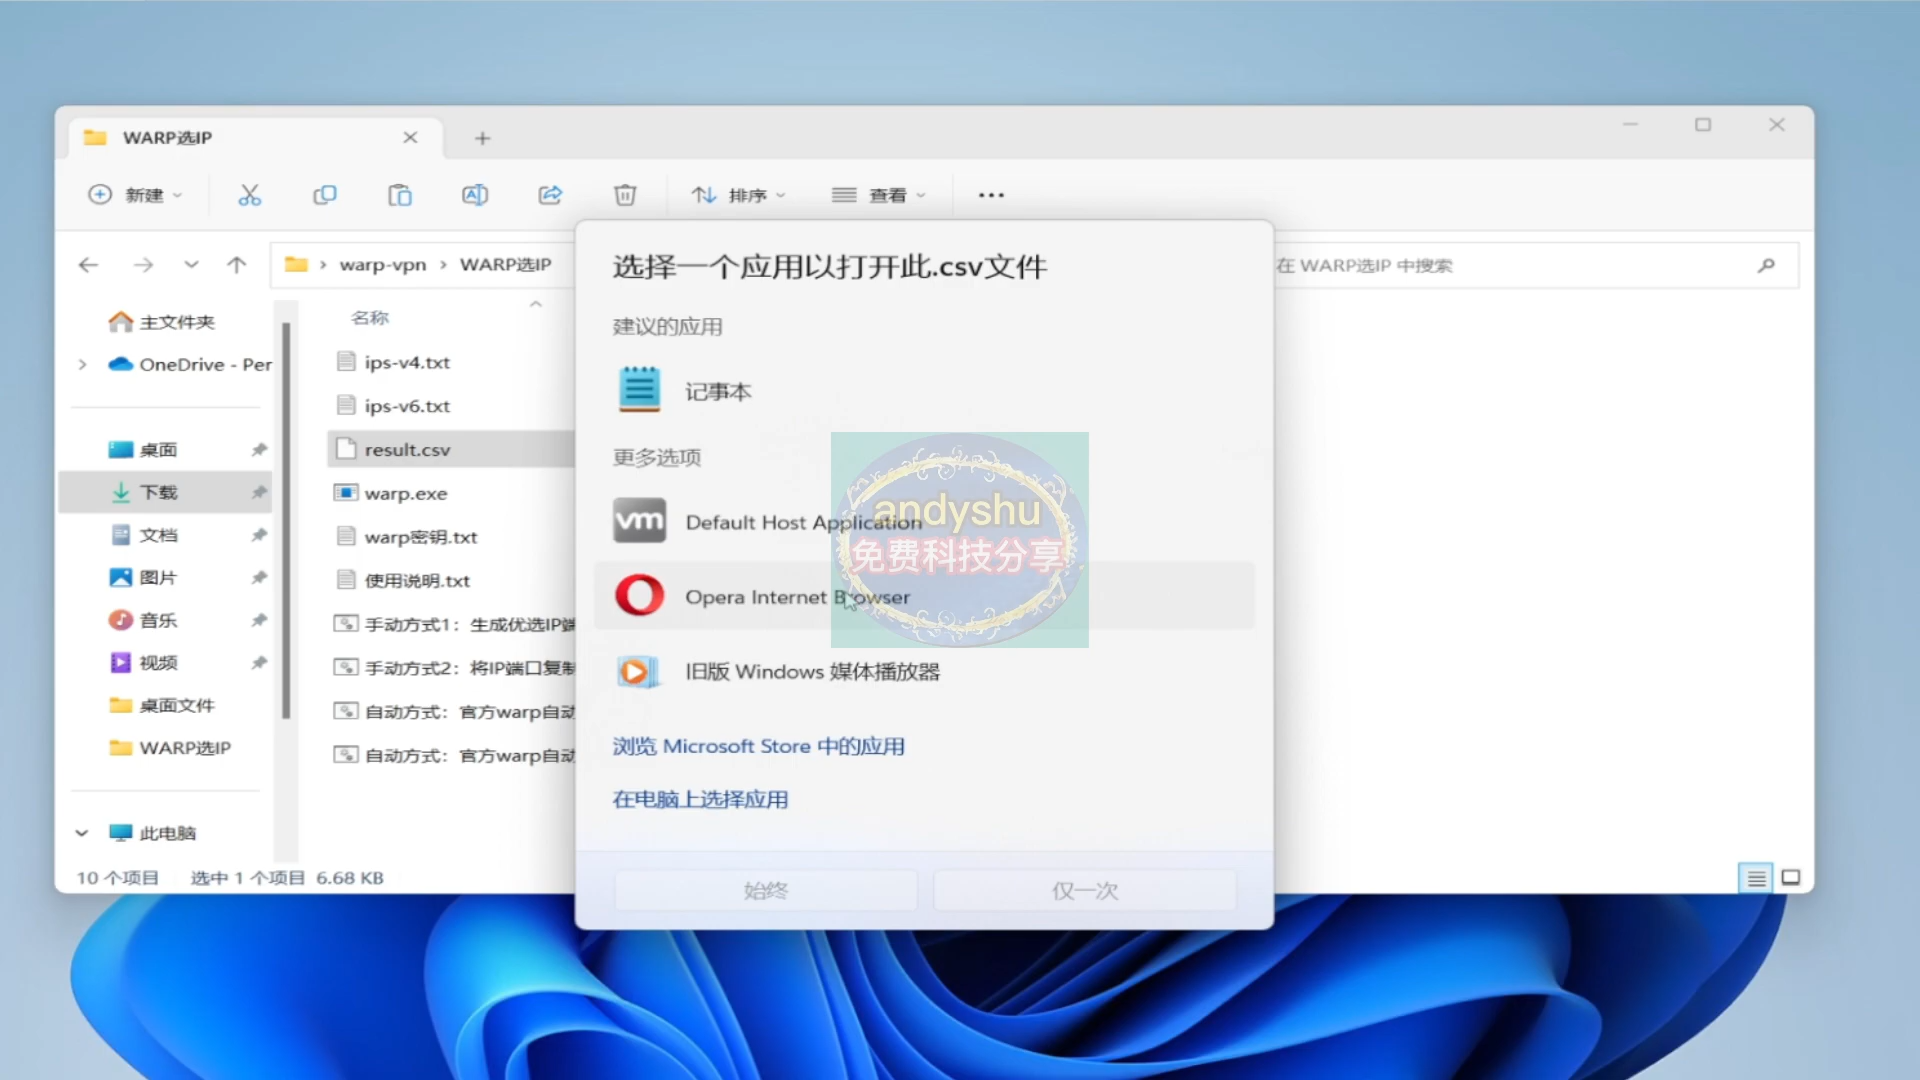 WARP选IP
新建
排序
查看
warp-vpn
WARP选IP
在 WARP选IP 中搜索
主文件夹
OneDrive - Per
桌面
下载
文档
图片
音乐
视频
桌面文件
WARP选IP
此电脑
名称
ips-v4.txt
ips-v6.txt
result.csv
warp.exe
warp密钥.txt
使用说明.txt
手动方式1：生成优选IP端
手动方式2：将IP端口复制
自动方式：官方warp自动
自动方式：官方warp自动
10 个项目 选中 1 个项目 6.68 KB
选择一个应用以打开此.csv文件
建议的应用
记事本
更多选项
vm
Default Host Application
Opera Internet Browser
旧版 Windows 媒体播放器
浏览 Microsoft Store 中的应用
在电脑上选择应用
始终
仅一次
andyshu
免费科技分享